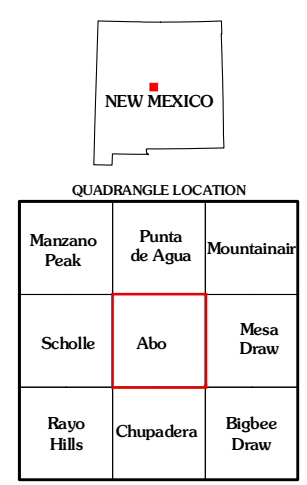 NEW MEXICO
QUADRANGLE LOCATION
Manzano
Peak
Punta
de Agua
Mountainair
Scholle
Abo
Mesa
Draw
Rayo
Hills
Chupadera
Bigbee
Draw